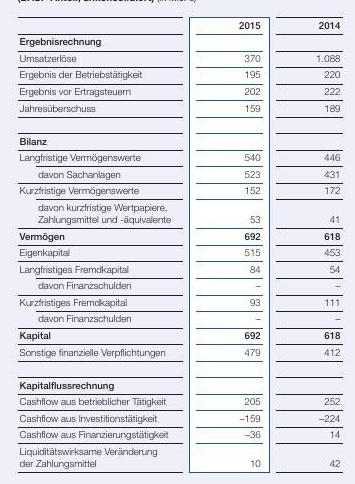 2015 2014
Ergebnisrechnung
Umsatzerlöse 370 1.088
Ergebnis der Betriebstätigkeit 195 220
Ergebnis vor Ertragsteuern 202 222
Jahresüberschuss 159 189
Bilanz
Langfristige Vermögenswerte 540 446
davon Sachanlagen 523 431
Kurzfristige Vermögenswerte 152 172
davon kurzfristige Wertpapiere,
Zahlungsmittel und -äquivalente 53 41
Vermögen 692 618
Eigenkapital 515 453
Langfristiges Fremdkapital 84 54
davon Finanzschulden – –
Kurzfristiges Fremdkapital 93 111
davon Finanzschulden – –
Kapital 692 618
Sonstige finanzielle Verpflichtungen 479 412
Kapitalflussrechnung
Cashflow aus betrieblicher Tätigkeit 205 252
Cashflow aus Investitionstätigkeit –159 –224
Cashflow aus Finanzierungstätigkeit –36 14
Liquiditätswirksame Veränderung
der Zahlungsmittel 10 42